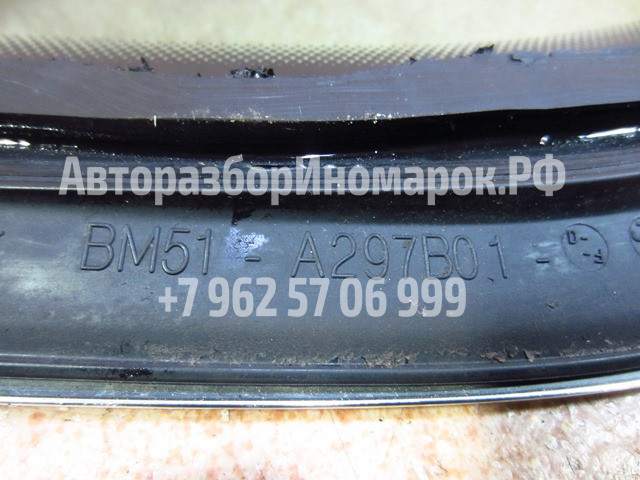 АвторазборИномарок.РФ
BM51 - A297B01 -
+7 962 57 06 999